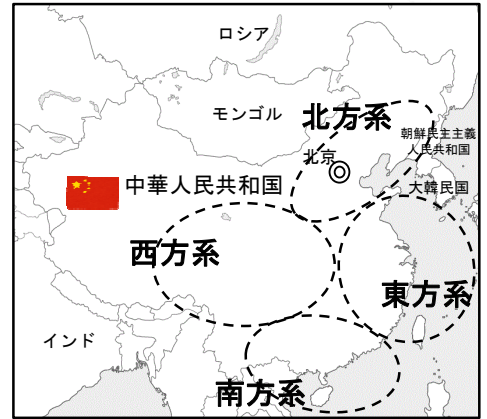 ロシア
モンゴル
北方系
朝鮮民主主義
人民共和国
北京
大韓民国
中華人民共和国
西方系
東方系
インド
南方系